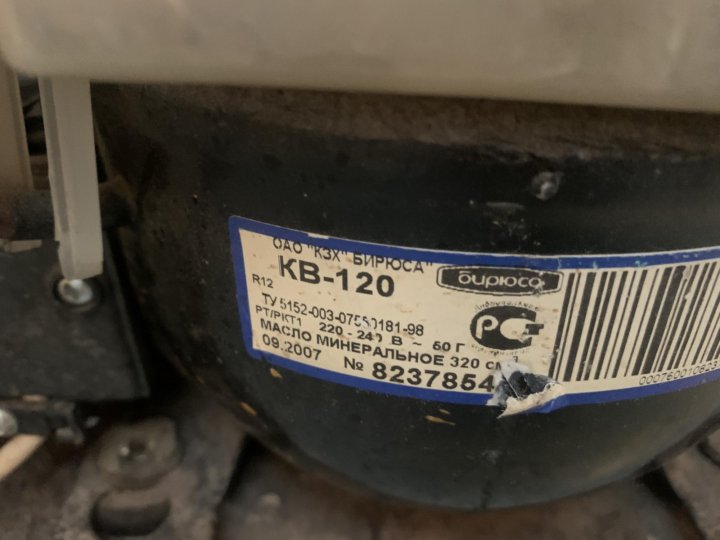 ОАО "КЗХ" БИРЮСА"
R12 КВ-120
бирюса
ТУ 5152-003-07550181-98
РТ/РКТ1 220 - 240 В ~ 50 Г
МАСЛО МИНЕРАЛЬНОЕ 320 см
09.2007 № 8237854
РСТ